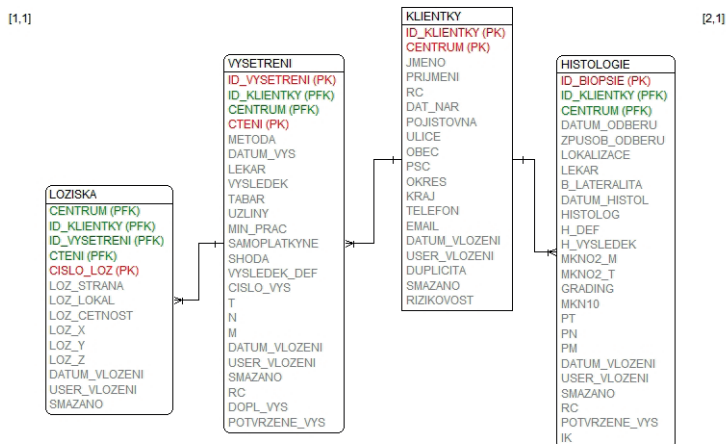 [1,1]
[2,1]
KLIENTKY
ID_KLIENTKY (PK)
CENTRUM (PK)
JMENO
PRIJMENI
RC
DAT_NAR
POJISTOVNA
ULICE
OBEC
PSC
OKRES
KRAJ
TELEFON
EMAIL
DATUM_VLOZENI
USER_VLOZENI
DUPLICITA
SMAZANO
RIZIKOVOST
VYSETRENI
ID_VYSETRENI (PK)
ID_KLIENTKY (PFK)
CENTRUM (PFK)
CTENI (PK)
METODA
DATUM_VYS
LEKAR
VYSLEDEK
TABAR
UZLINY
MIN_PRAC
SAMOPLATKYNE
SHODA
VYSLEDEK_DEF
CISLO_VYS
T
N
M
DATUM_VLOZENI
USER_VLOZENI
SMAZANO
RC
DOPL_VYS
POTVRZENE_VYS
HISTOLOGIE
ID_BIOPSIE (PK)
ID_KLIENTKY (PFK)
CENTRUM (PFK)
DATUM_ODBERU
ZPUSOB_ODBERU
LOKALIZACE
LEKAR
B_LATERALITA
DATUM_HISTOL
HISTOLOG
H_DEF
H_VYSLEDEK
MKNO2_M
MKNO2_T
GRADING
MKN10
PT
PN
PM
DATUM_VLOZENI
USER_VLOZENI
SMAZANO
RC
POTVRZENE_VYS
IK
LOZISKA
CENTRUM (PFK)
ID_KLIENTKY (PFK)
ID_VYSETRENI (PFK)
CTENI (PFK)
CISLO_LOZ (PK)
LOZ_STRANA
LOZ_LOKAL
LOZ_CETNOST
LOZ_X
LOZ_Y
LOZ_Z
DATUM_VLOZENI
USER_VLOZENI
SMAZANO